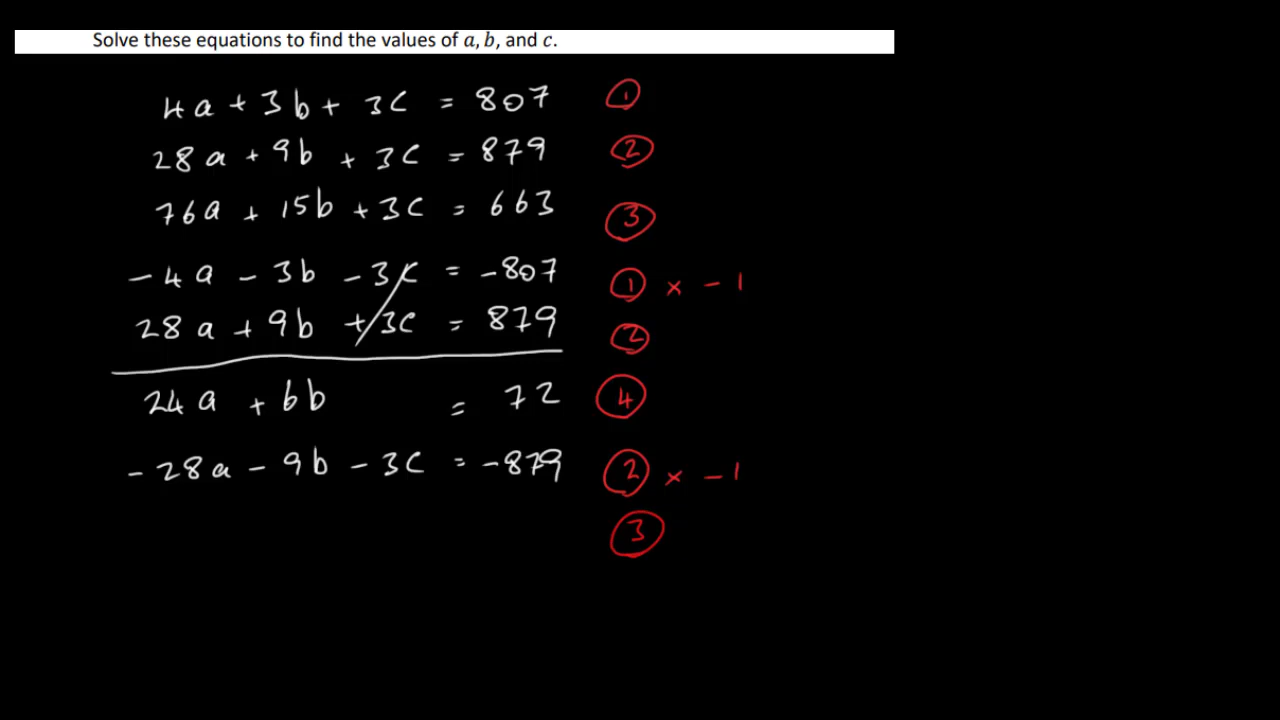 Solve these equations to find the values of a, b, and c.
4a + 3b + 3c = 807 ①
28a + 9b + 3c = 879 ②
76a + 15b + 3c = 663 ③
-4a - 3b - 3c = -807 ① × -1
28a + 9b + 3c = 879 ②
24a + 6b = 72 ④
-28a - 9b - 3c = -879 ② × -1
③